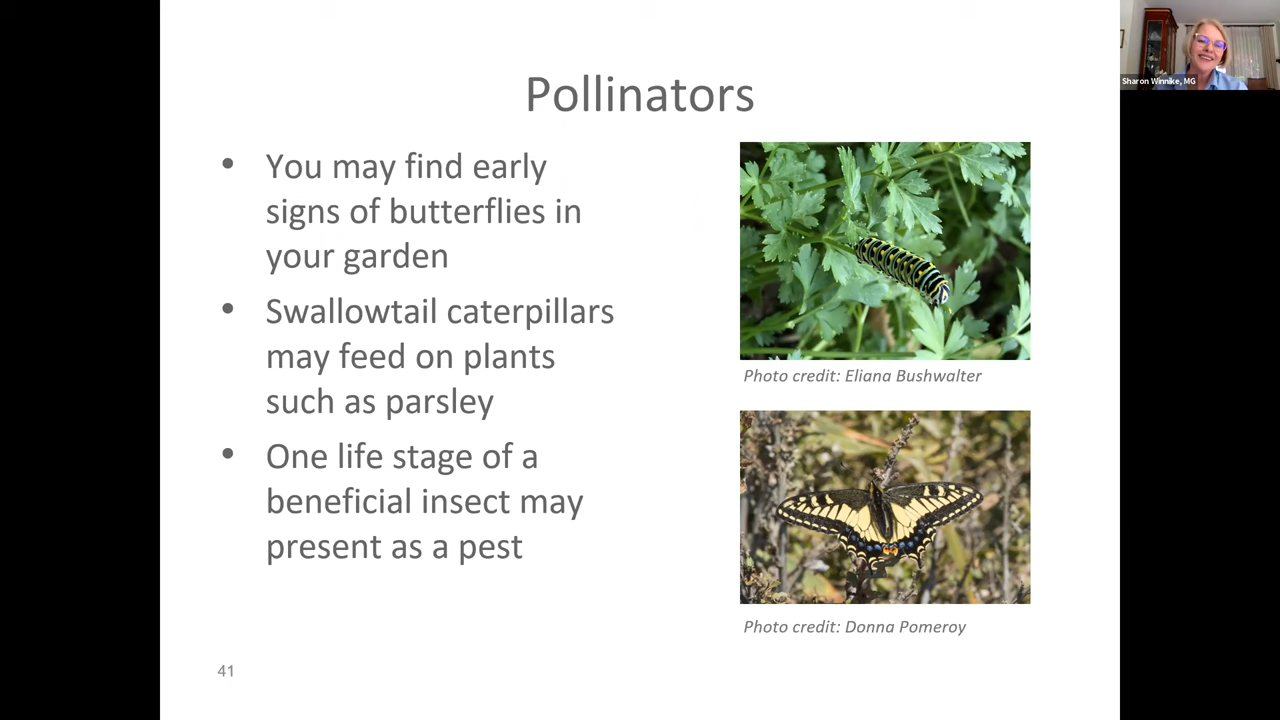 Sharon Winnike, MG
Pollinators
• You may find early
signs of butterflies in
your garden
• Swallowtail caterpillars
may feed on plants
such as parsley
• One life stage of a
beneficial insect may
present as a pest
Photo credit: Eliana Bushwalter
Photo credit: Donna Pomeroy
41